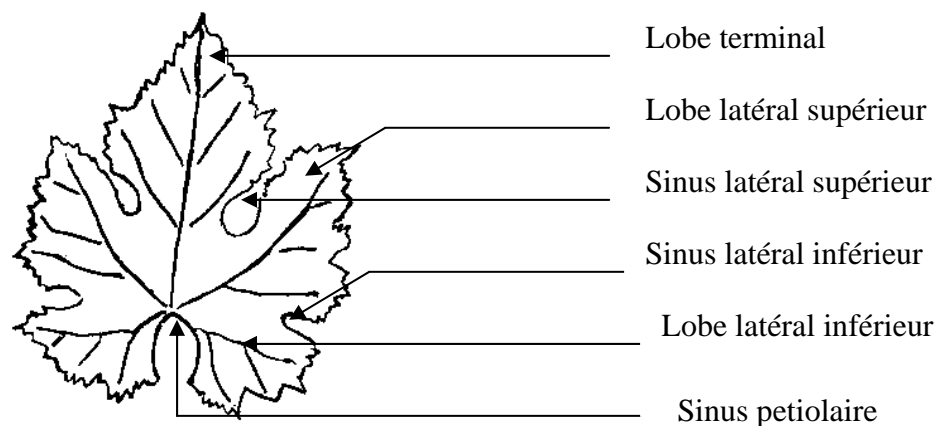 Lobe terminal
Lobe latéral supérieur
Sinus latéral supérieur
Sinus latéral inférieur
Lobe latéral inférieur
Sinus petiolaire